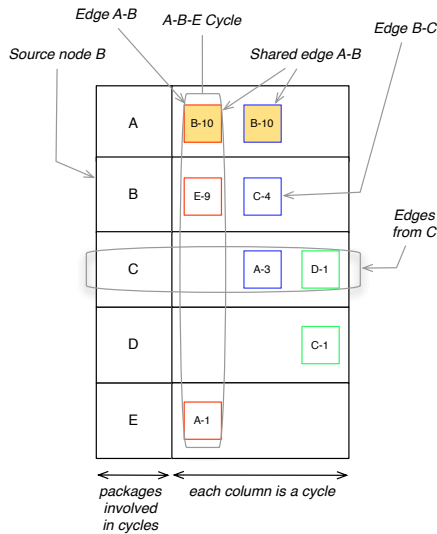 Edge A-B
A-B-E Cycle
Edge B-C
Source node B
Shared edge A-B
A
B-10
B-10
B
E-9
C-4
Edges
from C
C
A-3
D-1
D
C-1
E
A-1
packages
involved
in cycles
each column is a cycle